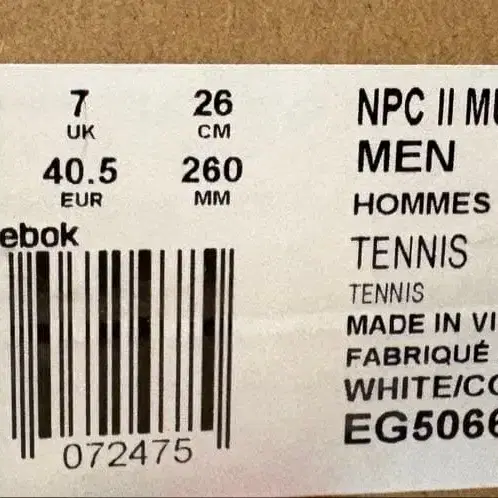 7 26
UK CM
40.5 260
EUR MM
ebok
072475
NPC II MU
MEN
HOMMES
TENNIS
TENNIS
MADE IN VI
FABRIQUÉ
WHITE/CO
EG5066